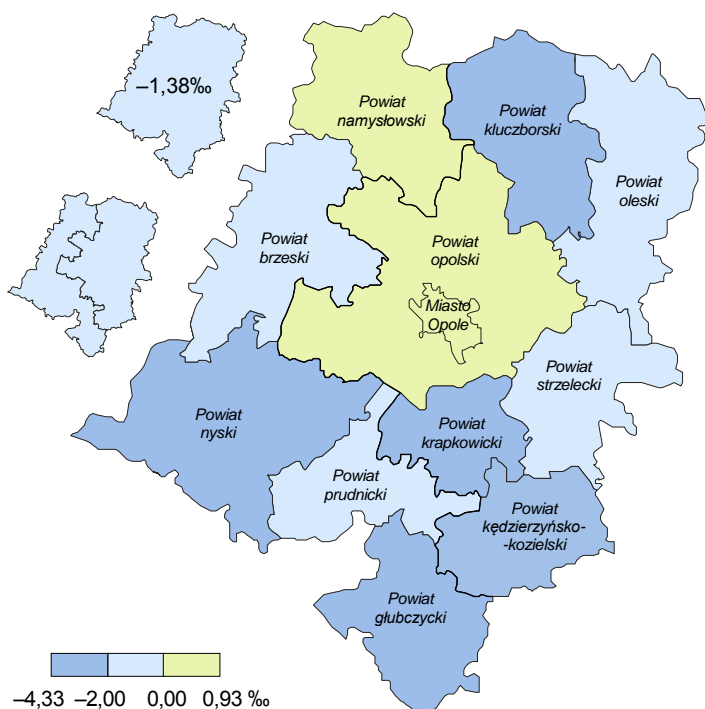 –1,38‰
Powiat
namysłowski
Powiat
kluczborski
Powiat
oleski
Powiat
brzeski
Powiat
opolski
Miasto
Opole
Powiat
strzelecki
Powiat
nyski
Powiat
krapkowicki
Powiat
prudnicki
Powiat
kędzierzyńsko-
-kozielski
Powiat
głubczycki
–4,33 –2,00 0,00 0,93 ‰